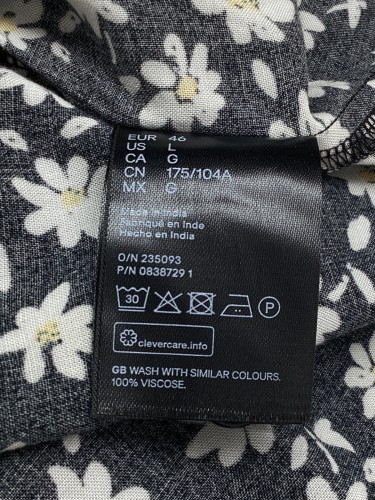 EUR 46
US L
CA G
CN 175/104A
MX G
Made in India
Fabriqué en Inde
Hecho en India
O/N 235093
P/N 0838729 1
30 P
clevercare.info
GB WASH WITH SIMILAR COLOURS.
100% VISCOSE.